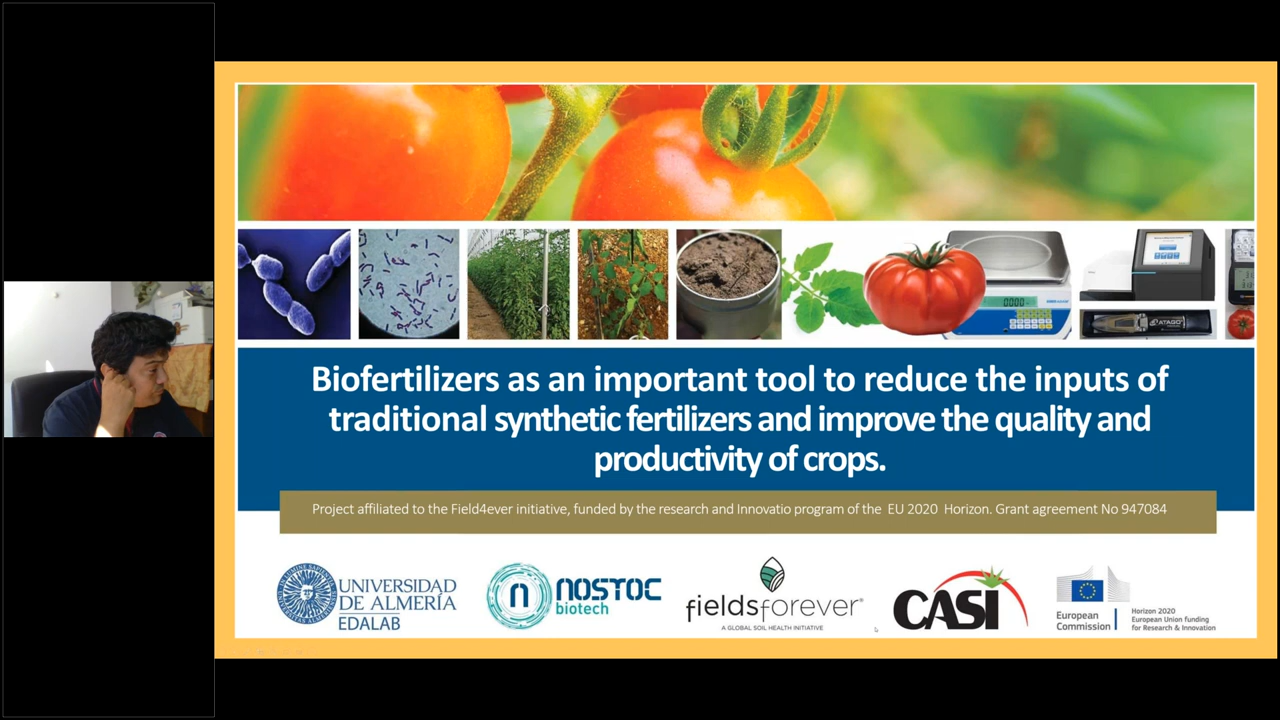 0000
ATAGO
Biofertilizers as an important tool to reduce the inputs of
traditional synthetic fertilizers and improve the quality and
productivity of crops.
Project affiliated to the Field4ever initiative, funded by the research and Innovatio program of the EU 2020 Horizon. Grant agreement No 947084
UNIVERSIDAD
DE ALMERÍA
EDALAB
n
NOSTOC
biotech
fieldsforever®
A GLOBAL SOIL HEALTH INITIATIVE
CASI
European
Commission
Horizon 2020
European Union funding
for Research & Innovation